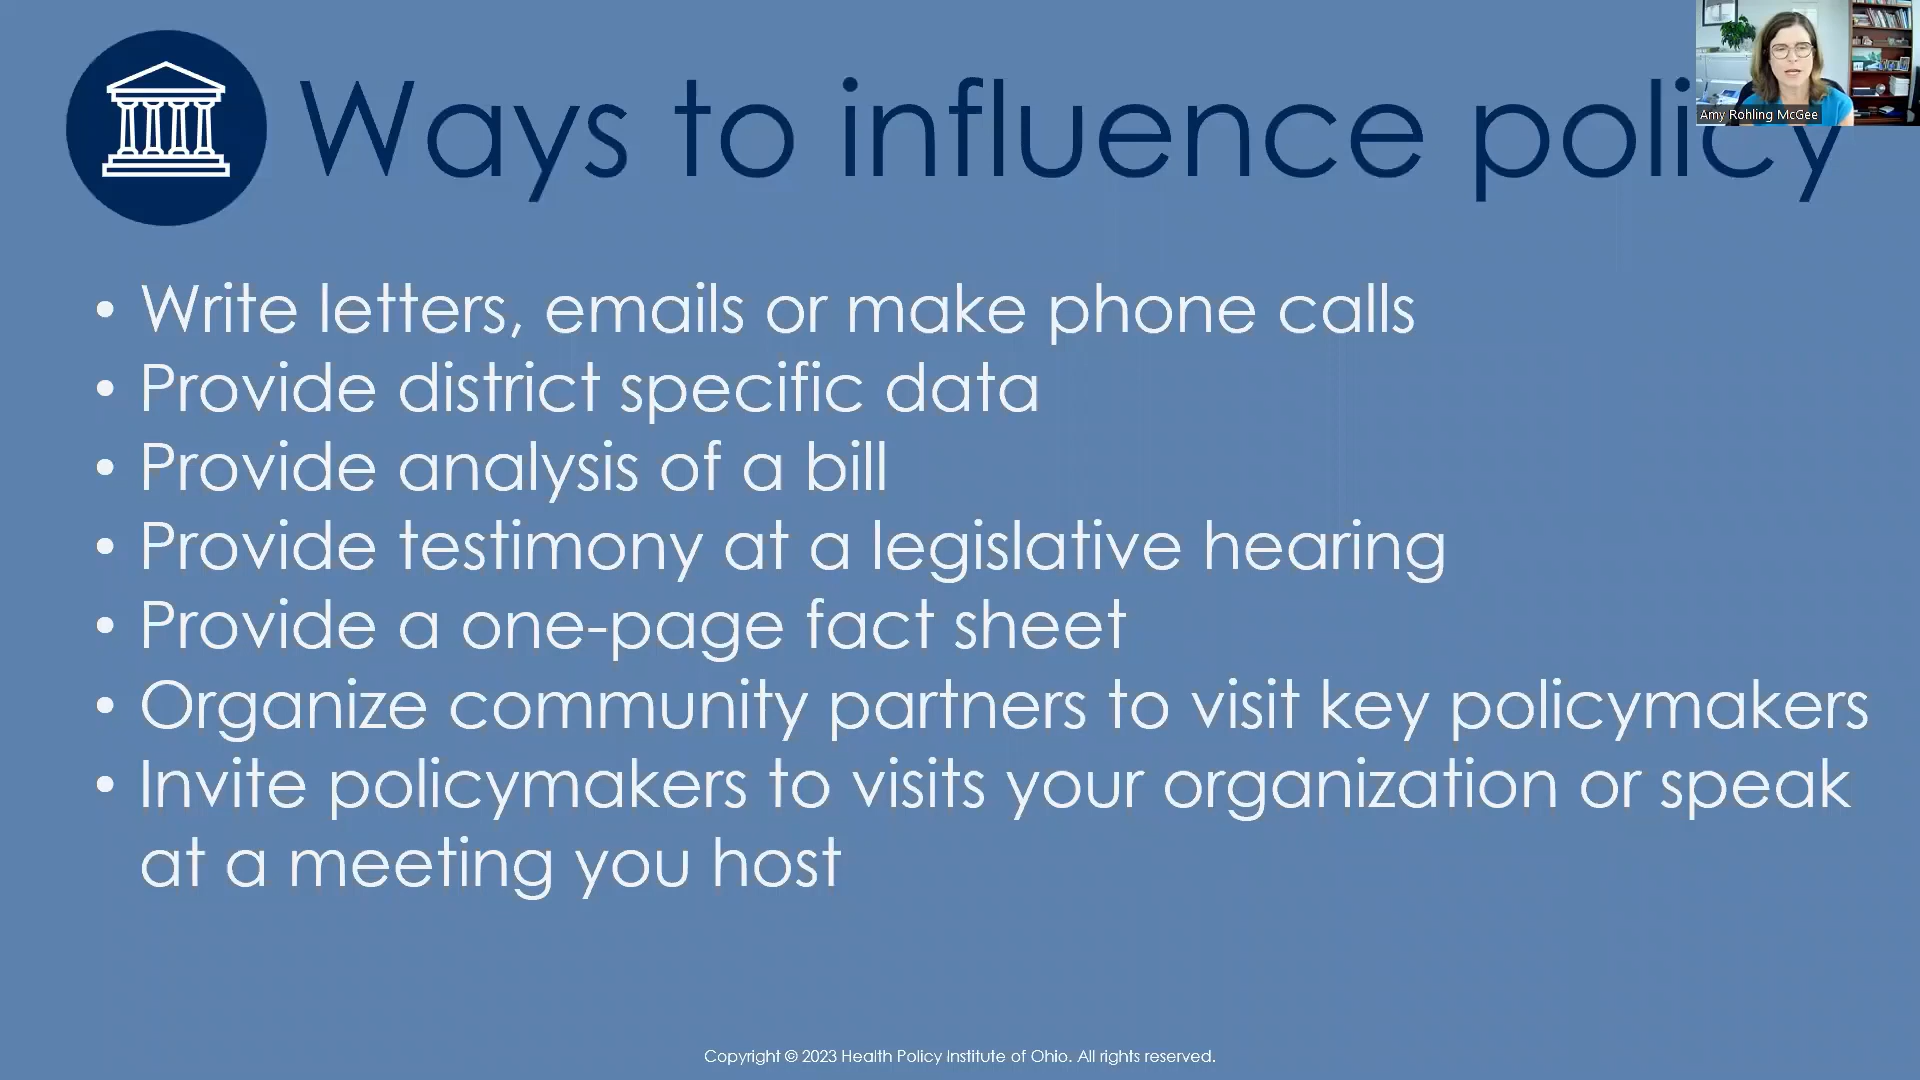 Ways to influence policy
Amy Rohling McGee
• Write letters, emails or make phone calls
• Provide district specific data
• Provide analysis of a bill
• Provide testimony at a legislative hearing
• Provide a one-page fact sheet
• Organize community partners to visit key policymakers
• Invite policymakers to visits your organization or speak
at a meeting you host
Copyright © 2023 Health Policy Institute of Ohio. All rights reserved.